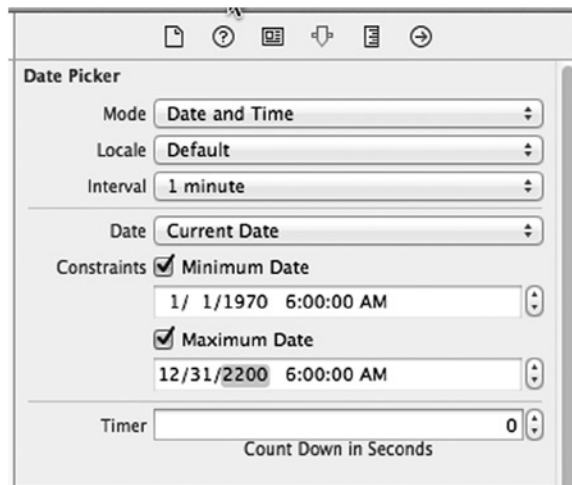 Date Picker
Mode Date and Time
Locale Default
Interval 1 minute
Date Current Date
Constraints Minimum Date
1/ 1/1970 6:00:00 AM
Maximum Date
12/31/2200 6:00:00 AM
Timer 0
Count Down in Seconds